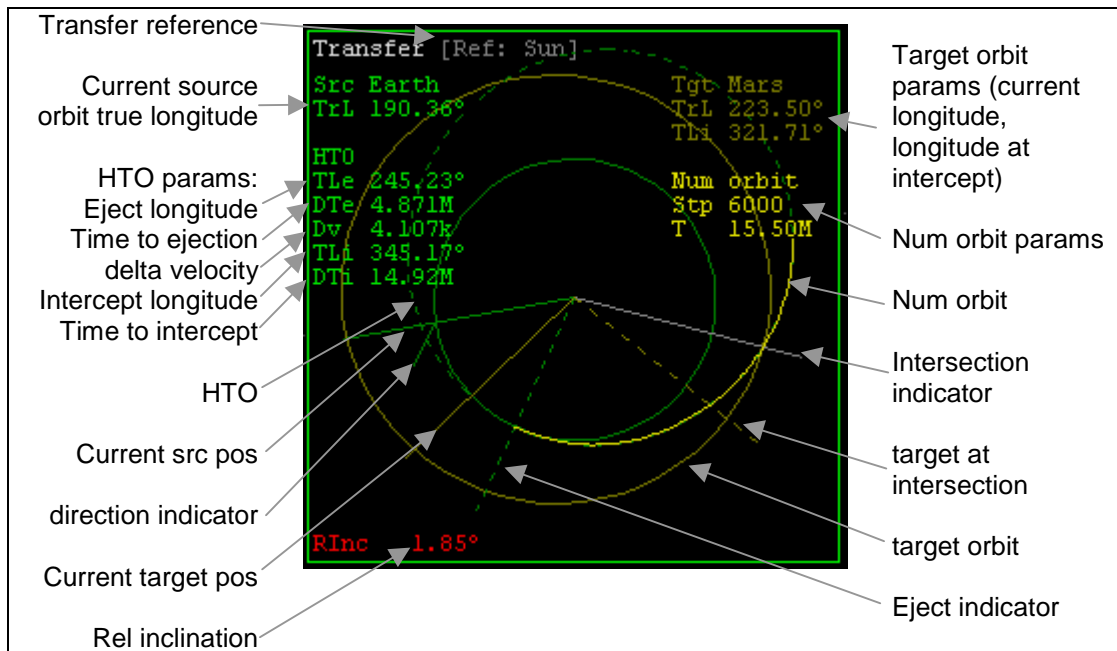 Transfer reference
Current source
orbit true longitude
HTO params:
Eject longitude
Time to ejection
delta velocity
Intercept longitude
Time to intercept
HTO
Current src pos
direction indicator
Current target pos
Rel inclination
Transfer [Ref: Sun]
Src Earth
TrL 190.36°
HTO
TLe 245.23°
DTe 4.871M
Dv 4.107k
TLi 345.17°
DTi 14.92M
Tgt Mars
TrL 223.50°
TLi 321.71°
Num orbit
Stp 6000
T 15.50M
RInc 1.85°
Target orbit
params (current
longitude,
longitude at
intercept)
Num orbit params
Num orbit
Intersection
indicator
target at
intersection
target orbit
Eject indicator